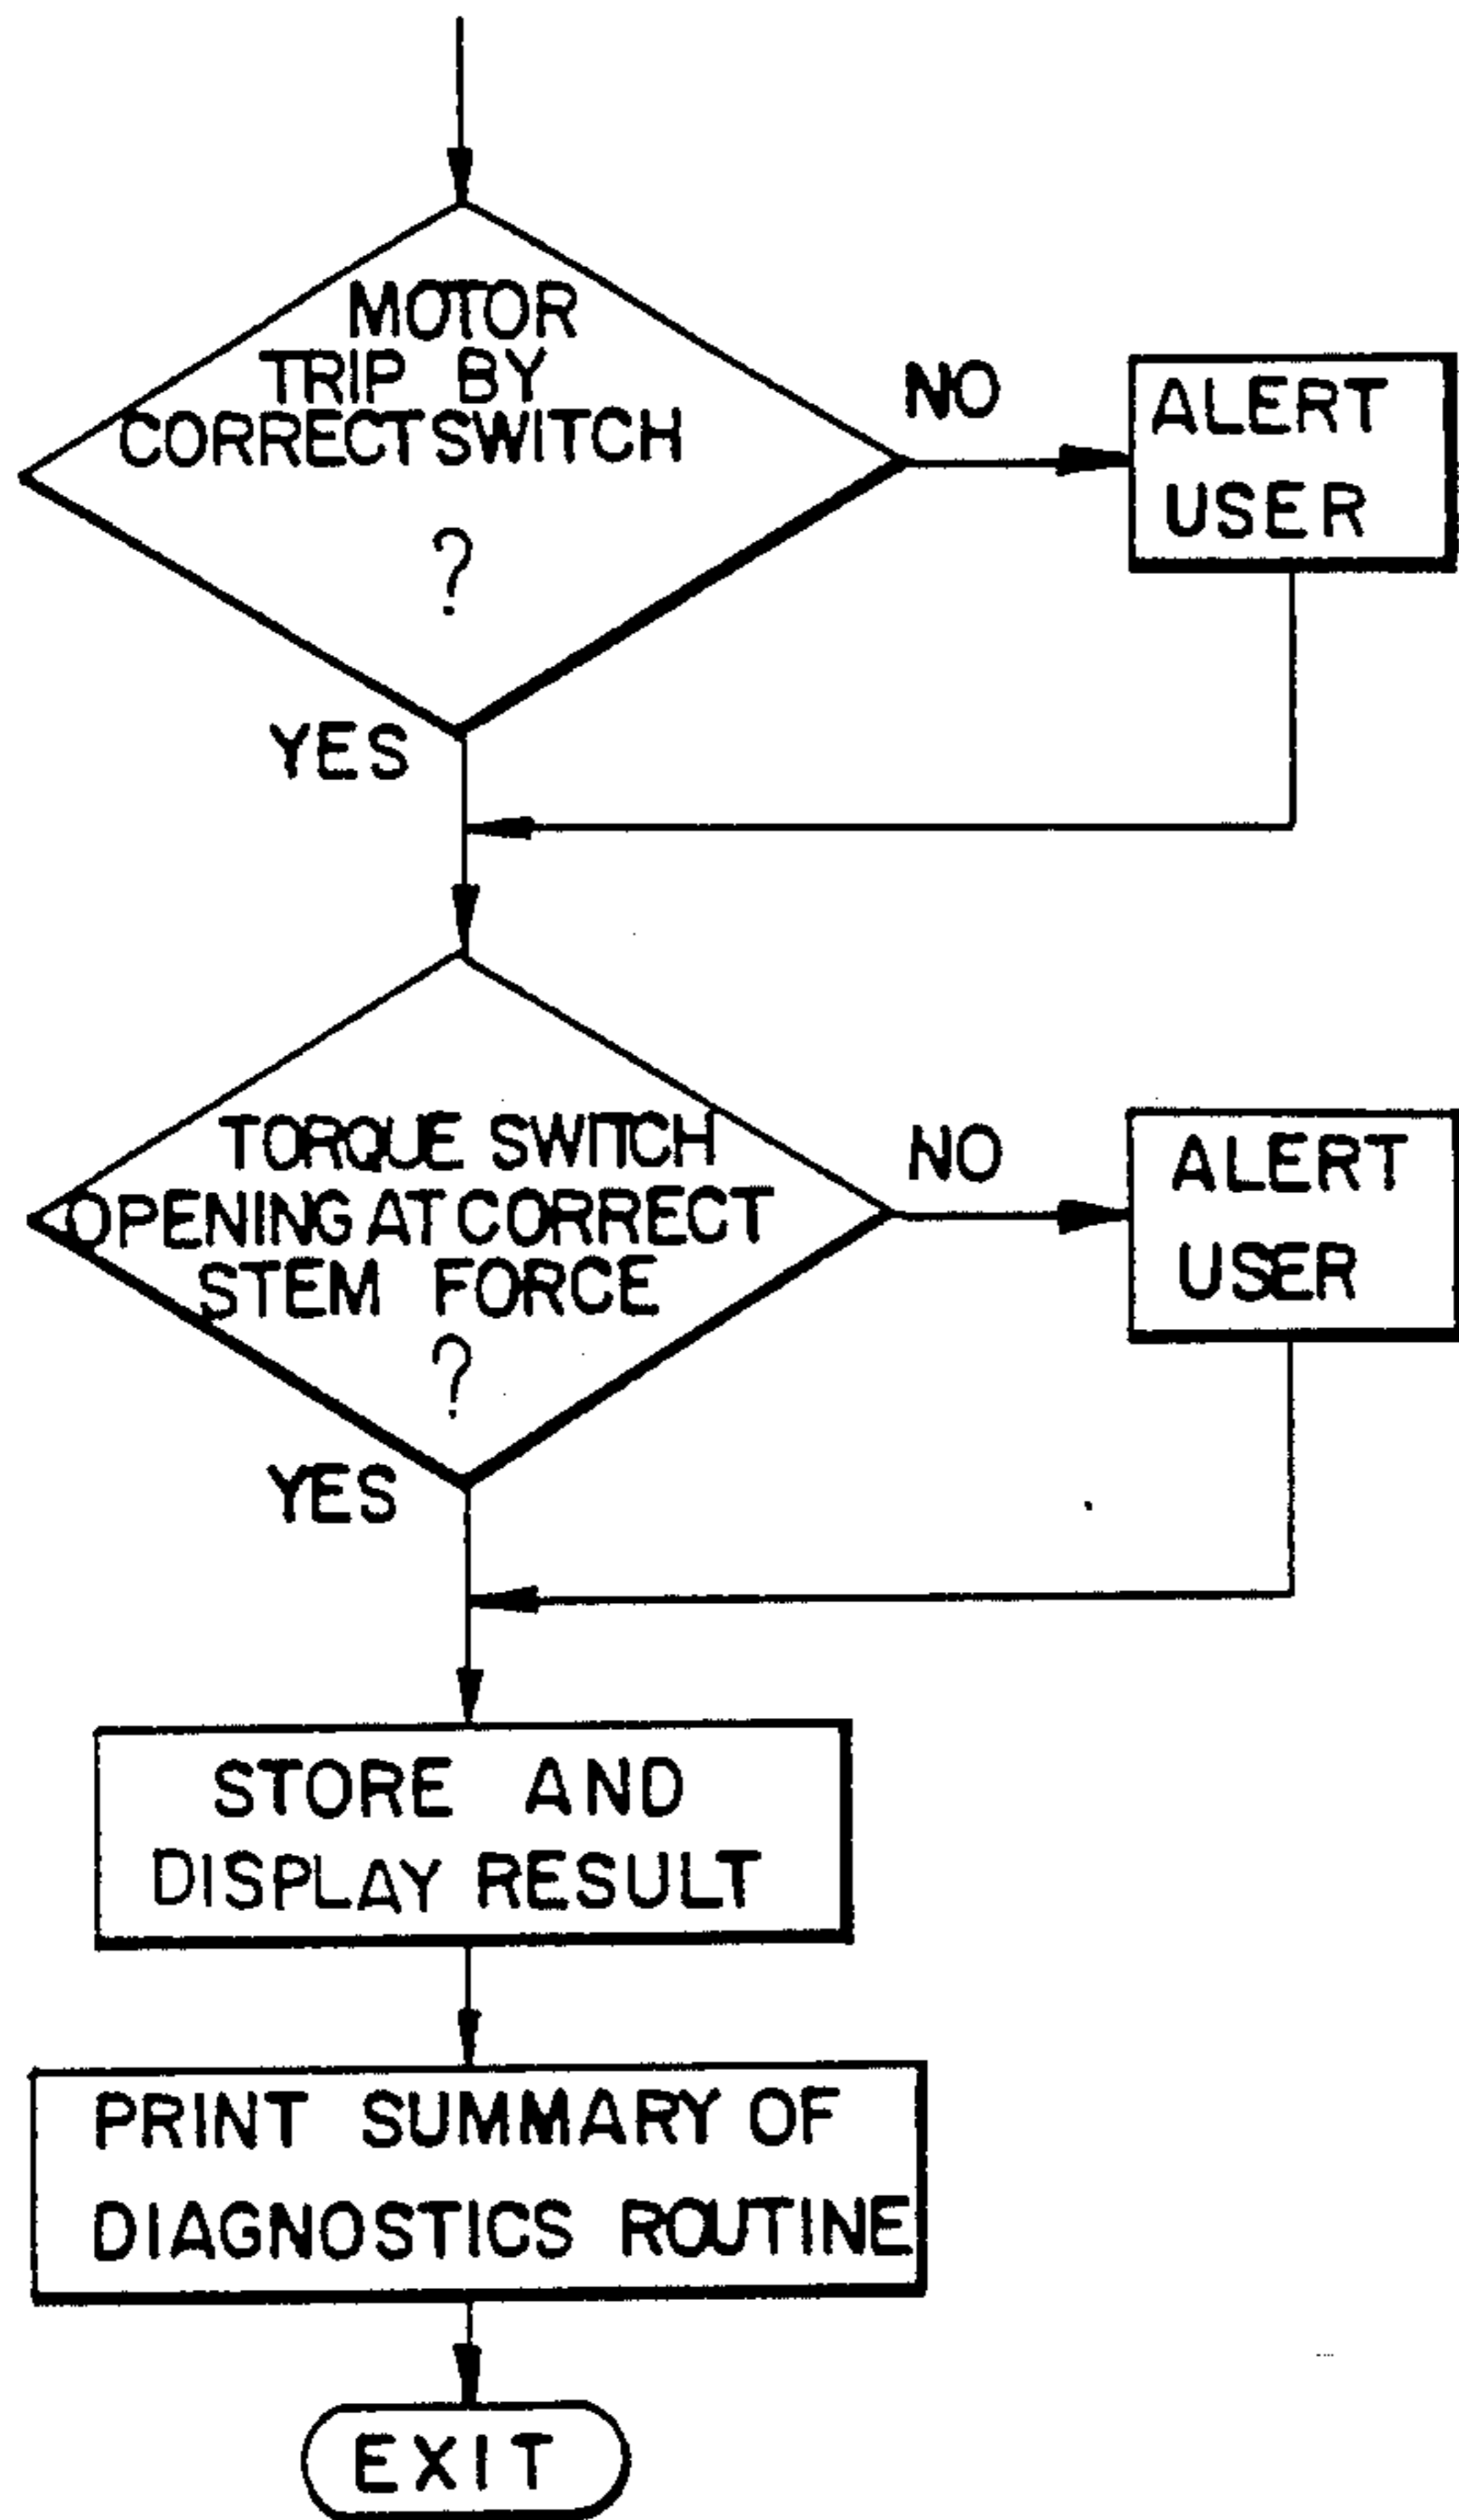 MOTOR
TRIP BY
CORRECT SWITCH
?
NO
ALERT
USER
YES
TORQUE SWITCH
OPENING AT CORRECT
STEM FORCE
?
NO
ALERT
USER
YES
STORE AND
DISPLAY RESULT
PRINT SUMMARY OF
DIAGNOSTICS ROUTINE
EXIT